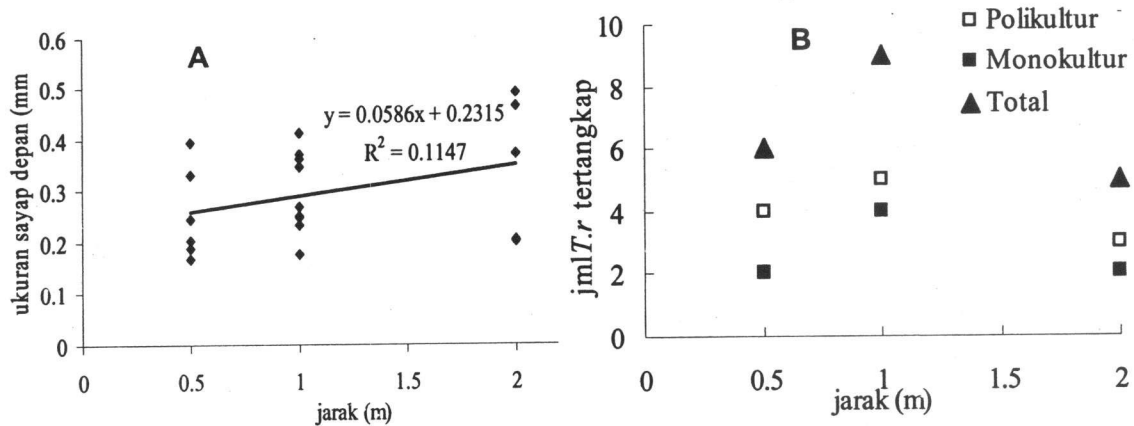 A
0.6
0.5
0.4
0.3
0.2
0.1
0
ukuran sayap depan (mm
y = 0.0586x + 0.2315
R² = 0.1147
0
0.5
1
1.5
2
jarak (m)
B
10
8
6
4
2
0
jml T.r tertangkap
Polikultur
Monokultur
Total
0
0.5
1
1.5
2
jarak (m)